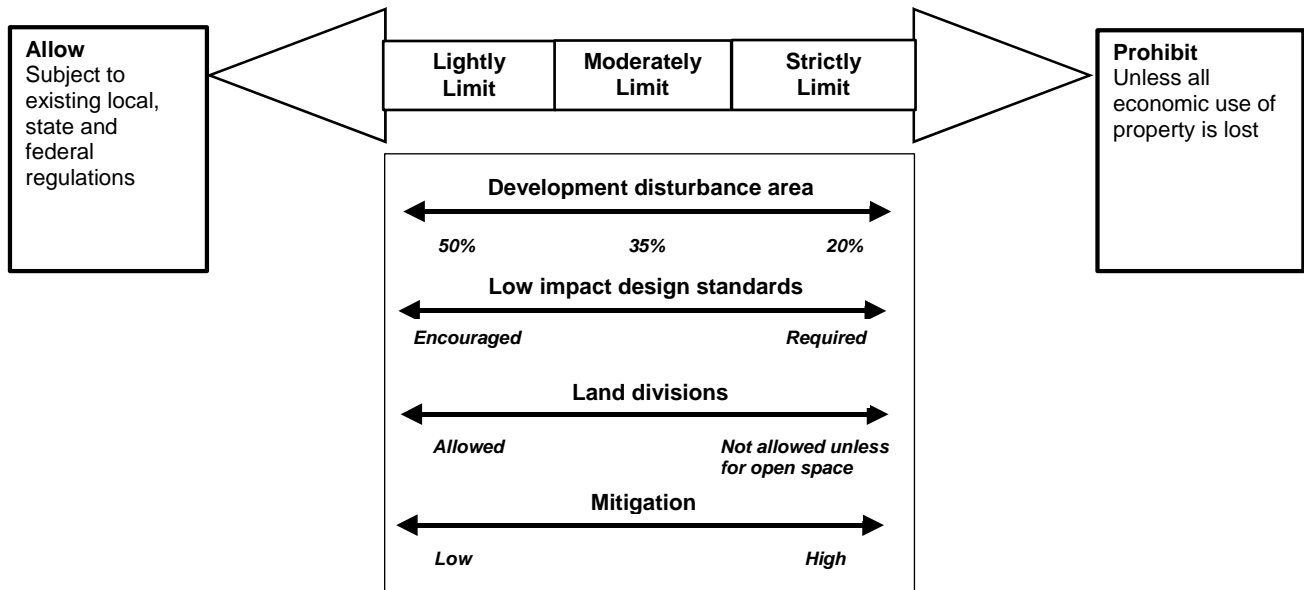 Allow
Subject to
existing local,
state and
federal
regulations
Lightly
Limit
Moderately
Limit
Strictly
Limit
Prohibit
Unless all
economic use of
property is lost
Development disturbance area
50% 35% 20%
Low impact design standards
Encouraged Required
Land divisions
Allowed Not allowed unless
for open space
Mitigation
Low High